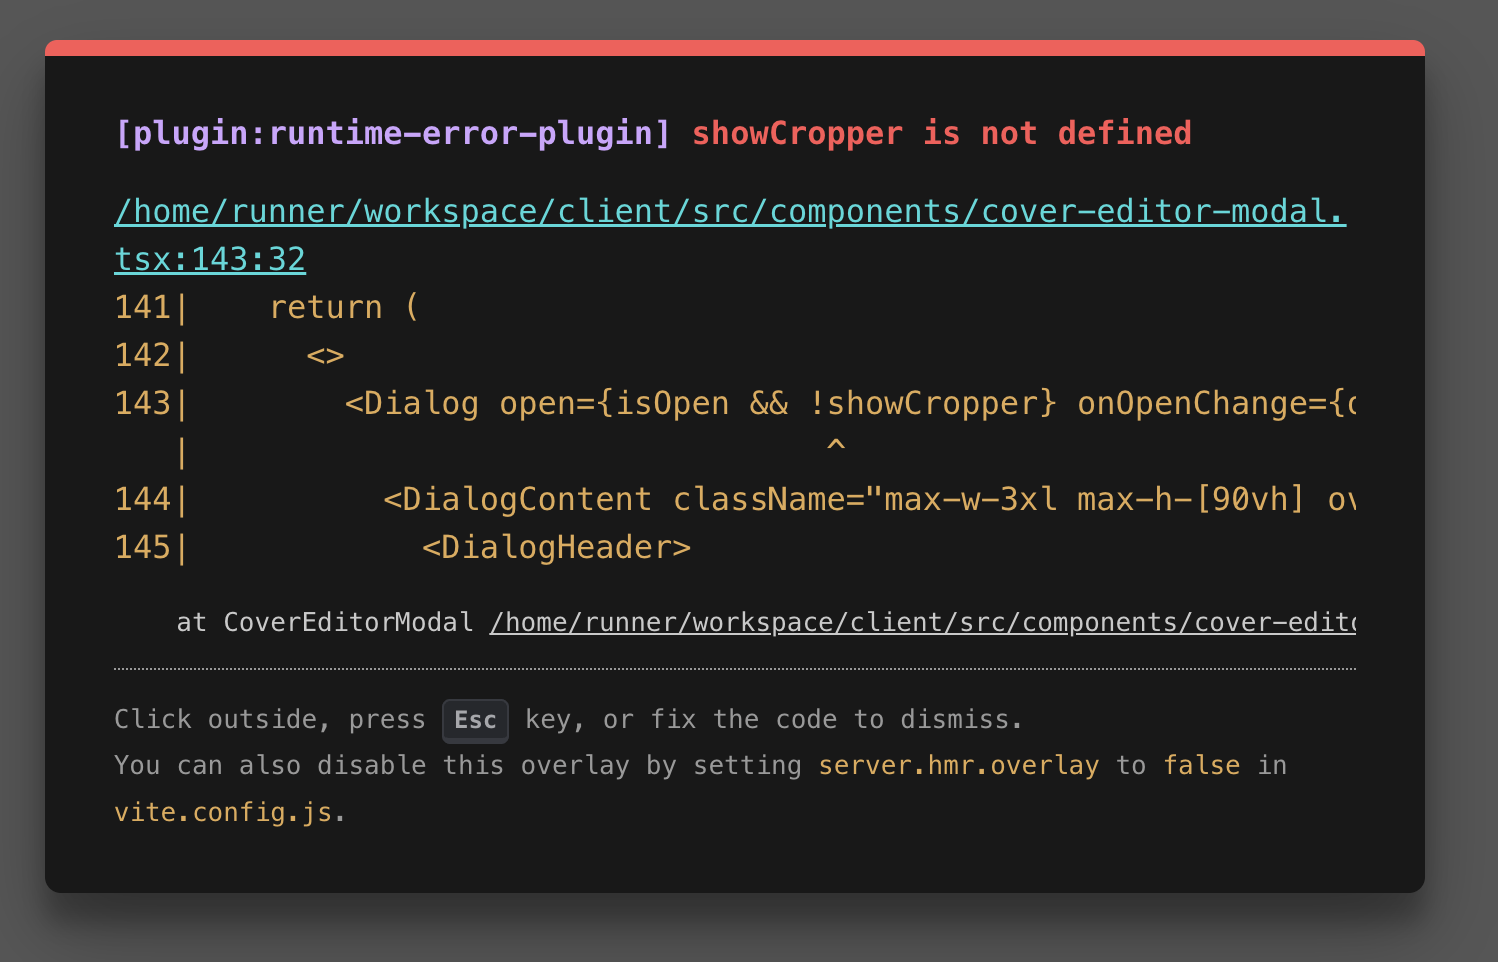 [plugin:runtime-error-plugin] showCropper is not defined
/home/runner/workspace/client/src/components/cover-editor-modal.
tsx:143:32
141|    return (
142|      <>
143|        <Dialog open={isOpen && !showCropper} onOpenChange={
   |                                 ^
144|          <DialogContent className="max-w-3xl max-h-[90vh]
145|            <DialogHeader>
at CoverEditorModal /home/runner/workspace/client/src/components/cover-edit
Click outside, press Esc key, or fix the code to dismiss.
You can also disable this overlay by setting server.hmr.overlay to false in
vite.config.js.